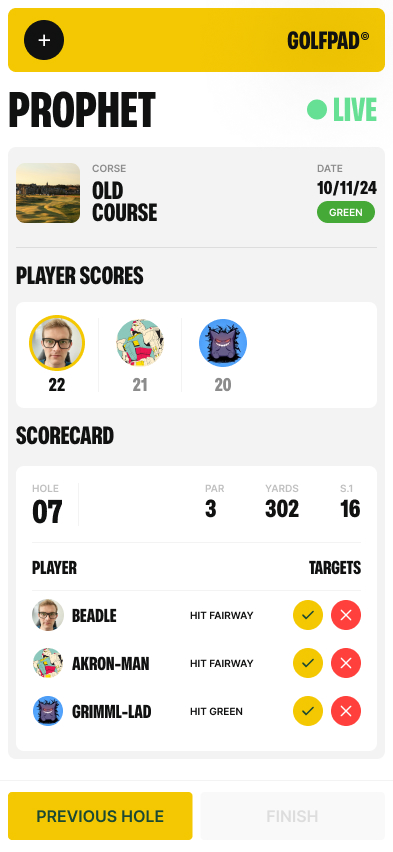 GOLFPAD®
PROPHET
LIVE
CORSE
OLD
COURSE
DATE
10/11/24
GREEN
PLAYER SCORES
22
21
20
SCORECARD
HOLE
07
PAR
3
YARDS
302
S.1
16
PLAYER
TARGETS
BEADLE
HIT FAIRWAY
AKRON-MAN
HIT FAIRWAY
GRIMML-LAD
HIT GREEN
PREVIOUS HOLE
FINISH